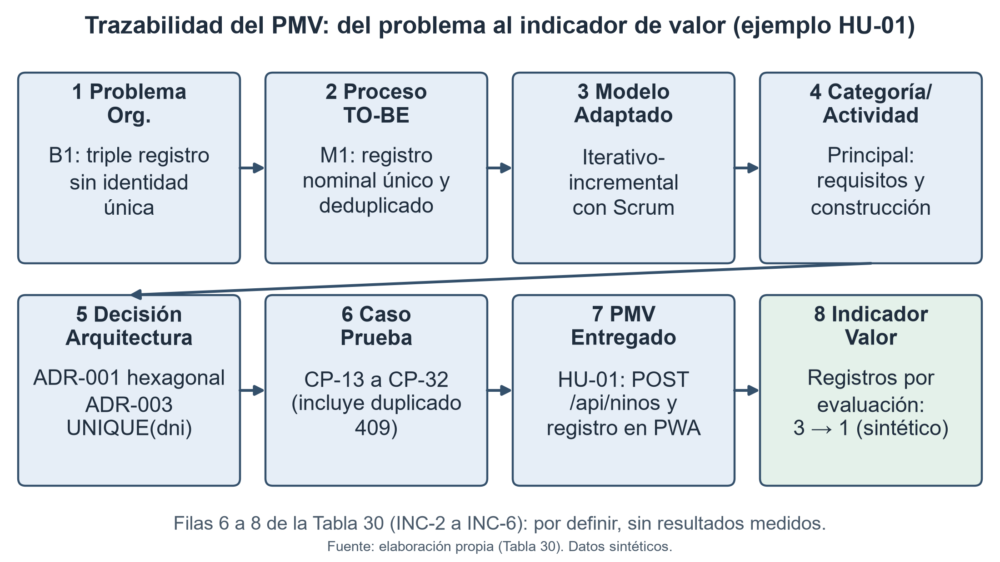 Trazabilidad del PMV: del problema al indicador de valor (ejemplo HU-01)
1 Problema
Org.
B1: triple registro
sin identidad
única
2 Proceso
TO-BE
M1: registro
nominal único y
deduplicado
3 Modelo
Adaptado
Iterativo-
incremental
con Scrum
4 Categoría/
Actividad
Principal:
requisitos y
construcción
5 Decisión
Arquitectura
ADR-001 hexagonal
ADR-003
UNIQUE(dni)
6 Caso
Prueba
CP-13 a CP-32
(incluye duplicado
409)
7 PMV
Entregado
HU-01: POST
/api/ninos y
registro en PWA
8 Indicador
Valor
Registros por
evaluación:
3 → 1 (sintético)
Filas 6 a 8 de la Tabla 30 (INC-2 a INC-6): por definir, sin resultados medidos.
Fuente: elaboración propia (Tabla 30). Datos sintéticos.